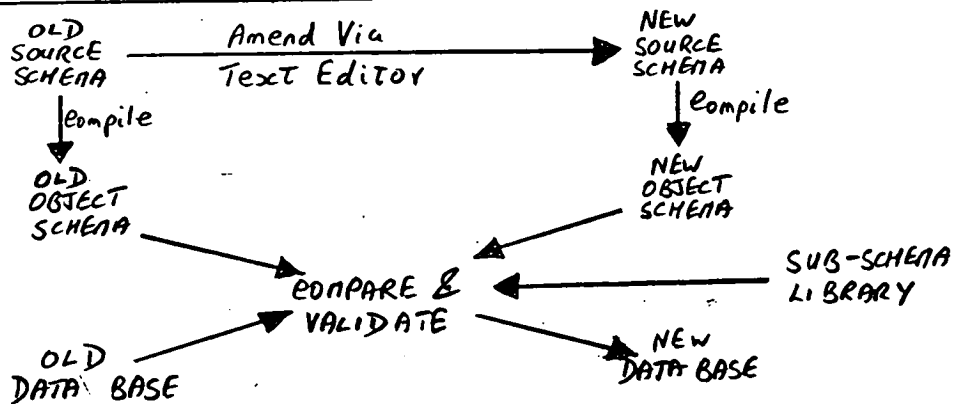 OLD
SOURCE
SCHEMA
Amend Via
Text Editor
NEW
SOURCE
SCHEMA
Compile
Compile
OLD
OBJECT
SCHEMA
NEW
OBJECT
SCHEMA
COMPARE &
VALIDATE
SUB-SCHEMA
LIBRARY
OLD
DATA BASE
NEW
DATA BASE